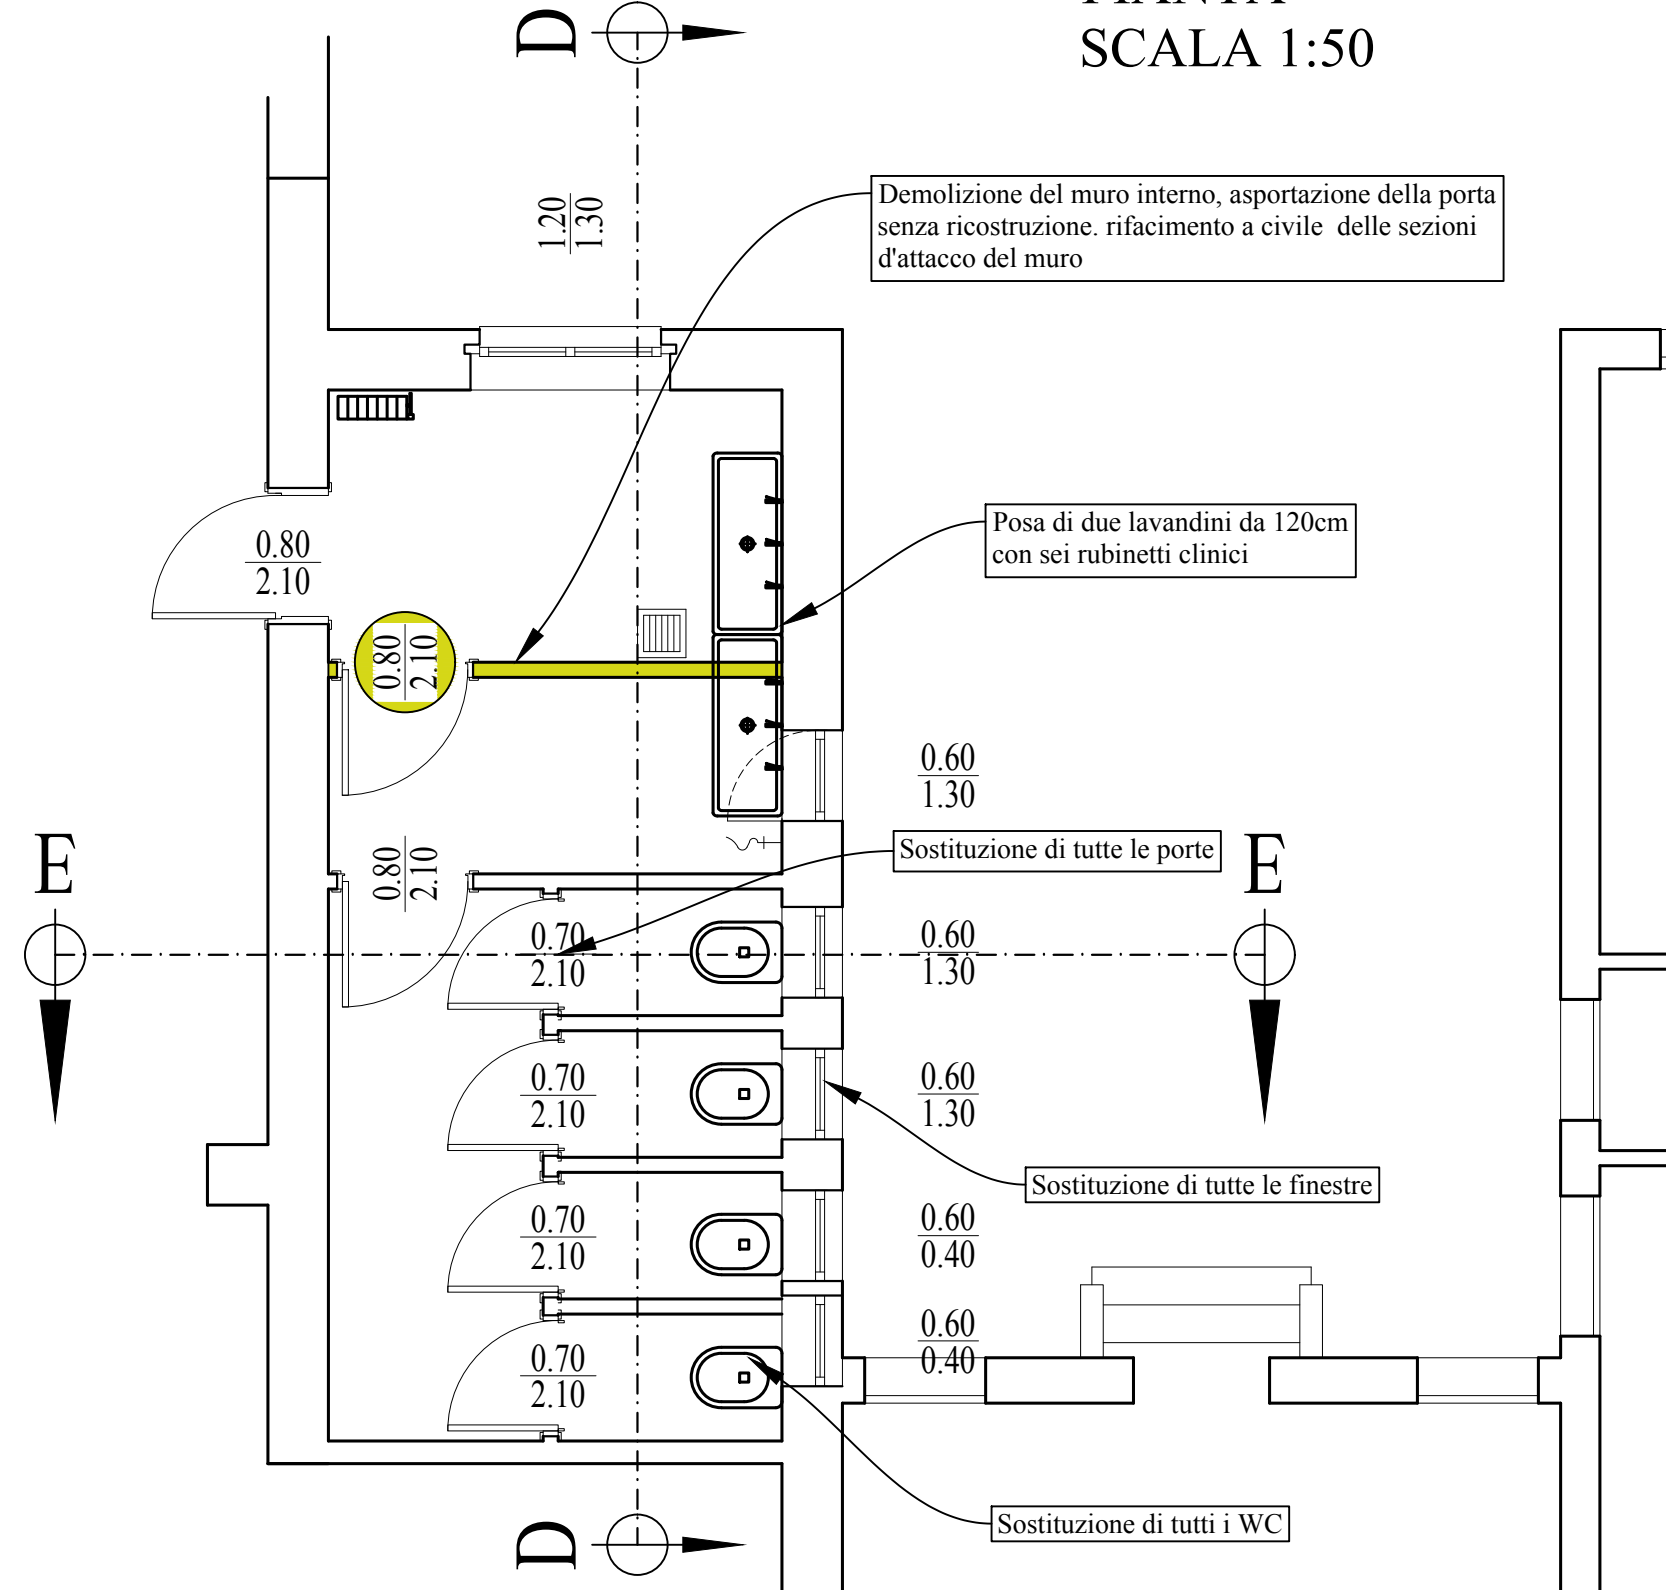 PIANTA
SCALA 1:50
D
1.20
1.30
Demolizione del muro interno, asportazione della porta
senza ricostruzione. rifacimento a civile delle sezioni
d'attacco del muro
0.80
2.10
Posa di due lavandini da 120cm
con sei rubinetti clinici
0.80
2.10
0.60
1.30
E
0.80
2.10
Sostituzione di tutte le porte
E
0.70
2.10
0.60
1.30
0.70
2.10
0.60
1.30
Sostituzione di tutte le finestre
0.70
2.10
0.60
0.40
0.70
2.10
0.60
0.40
D
Sostituzione di tutti i WC